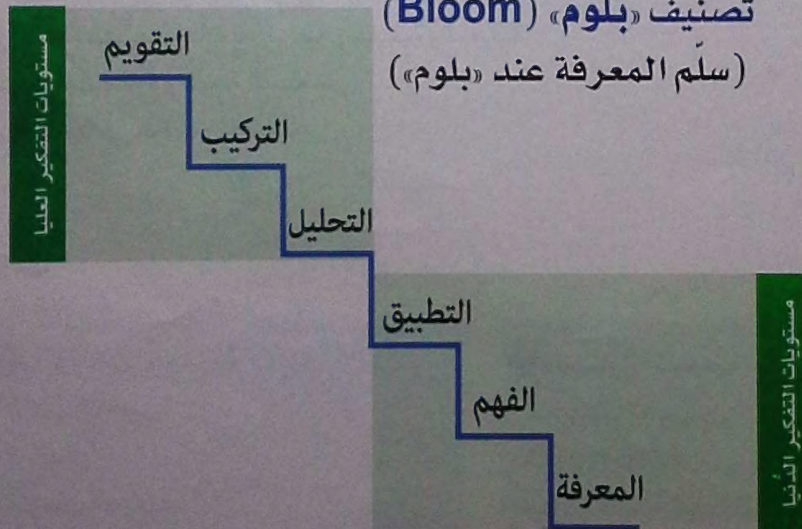 تصنيف «بلوم» (Bloom)
(سلّم المعرفة عند «بلوم»)
مستويات التفكير العليا
التقويم
التركيب
التحليل
مستويات التفكير الدُنيا
التطبيق
الفهم
المعرفة